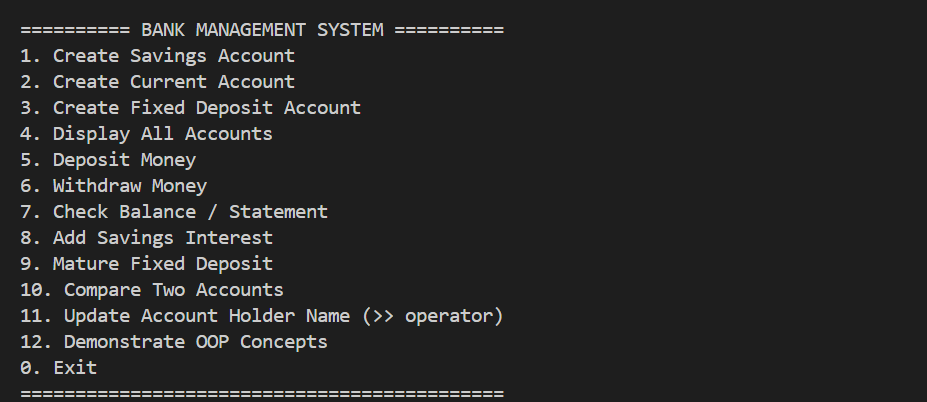 ========== BANK MANAGEMENT SYSTEM ==========
1. Create Savings Account
2. Create Current Account
3. Create Fixed Deposit Account
4. Display All Accounts
5. Deposit Money
6. Withdraw Money
7. Check Balance / Statement
8. Add Savings Interest
9. Mature Fixed Deposit
10. Compare Two Accounts
11. Update Account Holder Name (>> operator)
12. Demonstrate OOP Concepts
0. Exit
============================================